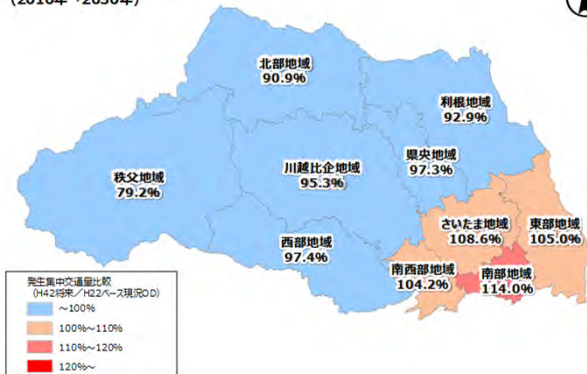 (2010年→2030年)
北部地域
90.9%
利根地域
92.9%
秩父地域
79.2%
川越比企地域
95.3%
県央地域
97.3%
西部地域
97.4%
さいたま地域
108.6%
東部地域
105.0%
南西部地域
104.2%
南部地域
114.0%
発生集中交通量比較
(H42将来/H22ベース現況OD)
~100%
100%~110%
110%~120%
120%~